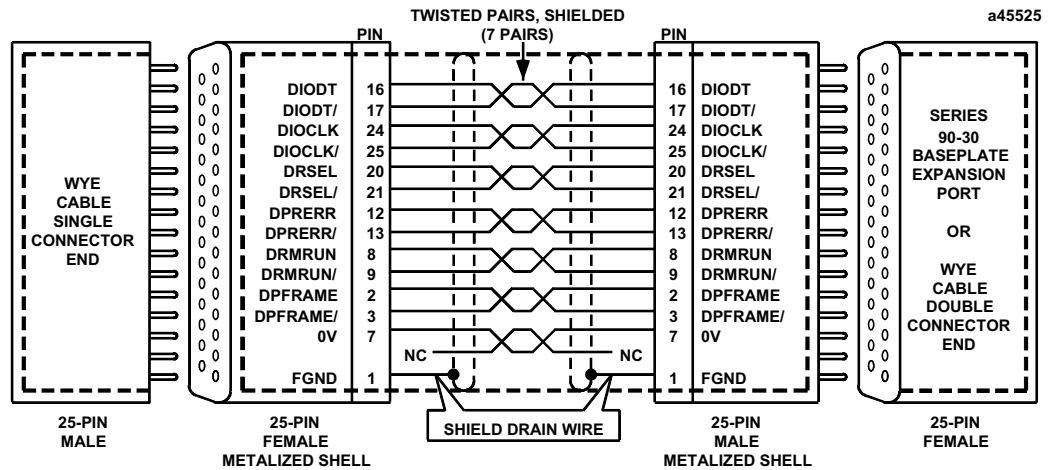 TWISTED PAIRS, SHIELDED
(7 PAIRS)
a45525
PIN
PIN
WYE
CABLE
SINGLE
CONNECTOR
END
DIODT 16
DIODT/ 17
DIOCLK 24
DIOCLK/ 25
DRSEL 20
DRSEL/ 21
DPRERR 12
DPRERR/ 13
DRMRUN 8
DRMRUN/ 9
DPFRAME 2
DPFRAME/ 3
0V 7
NC
FGND 1
16 DIODT
17 DIODT/
24 DIOCLK
25 DIOCLK/
20 DRSEL
21 DRSEL/
12 DPRERR
13 DPRERR/
8 DRMRUN
9 DRMRUN/
2 DPFRAME
3 DPFRAME/
7 0V
NC
1 FGND
SERIES
90-30
BASEPLATE
EXPANSION
PORT
OR
WYE
CABLE
DOUBLE
CONNECTOR
END
SHIELD DRAIN WIRE
25-PIN
MALE
25-PIN
FEMALE
METALIZED SHELL
25-PIN
MALE
METALIZED SHELL
25-PIN
FEMALE